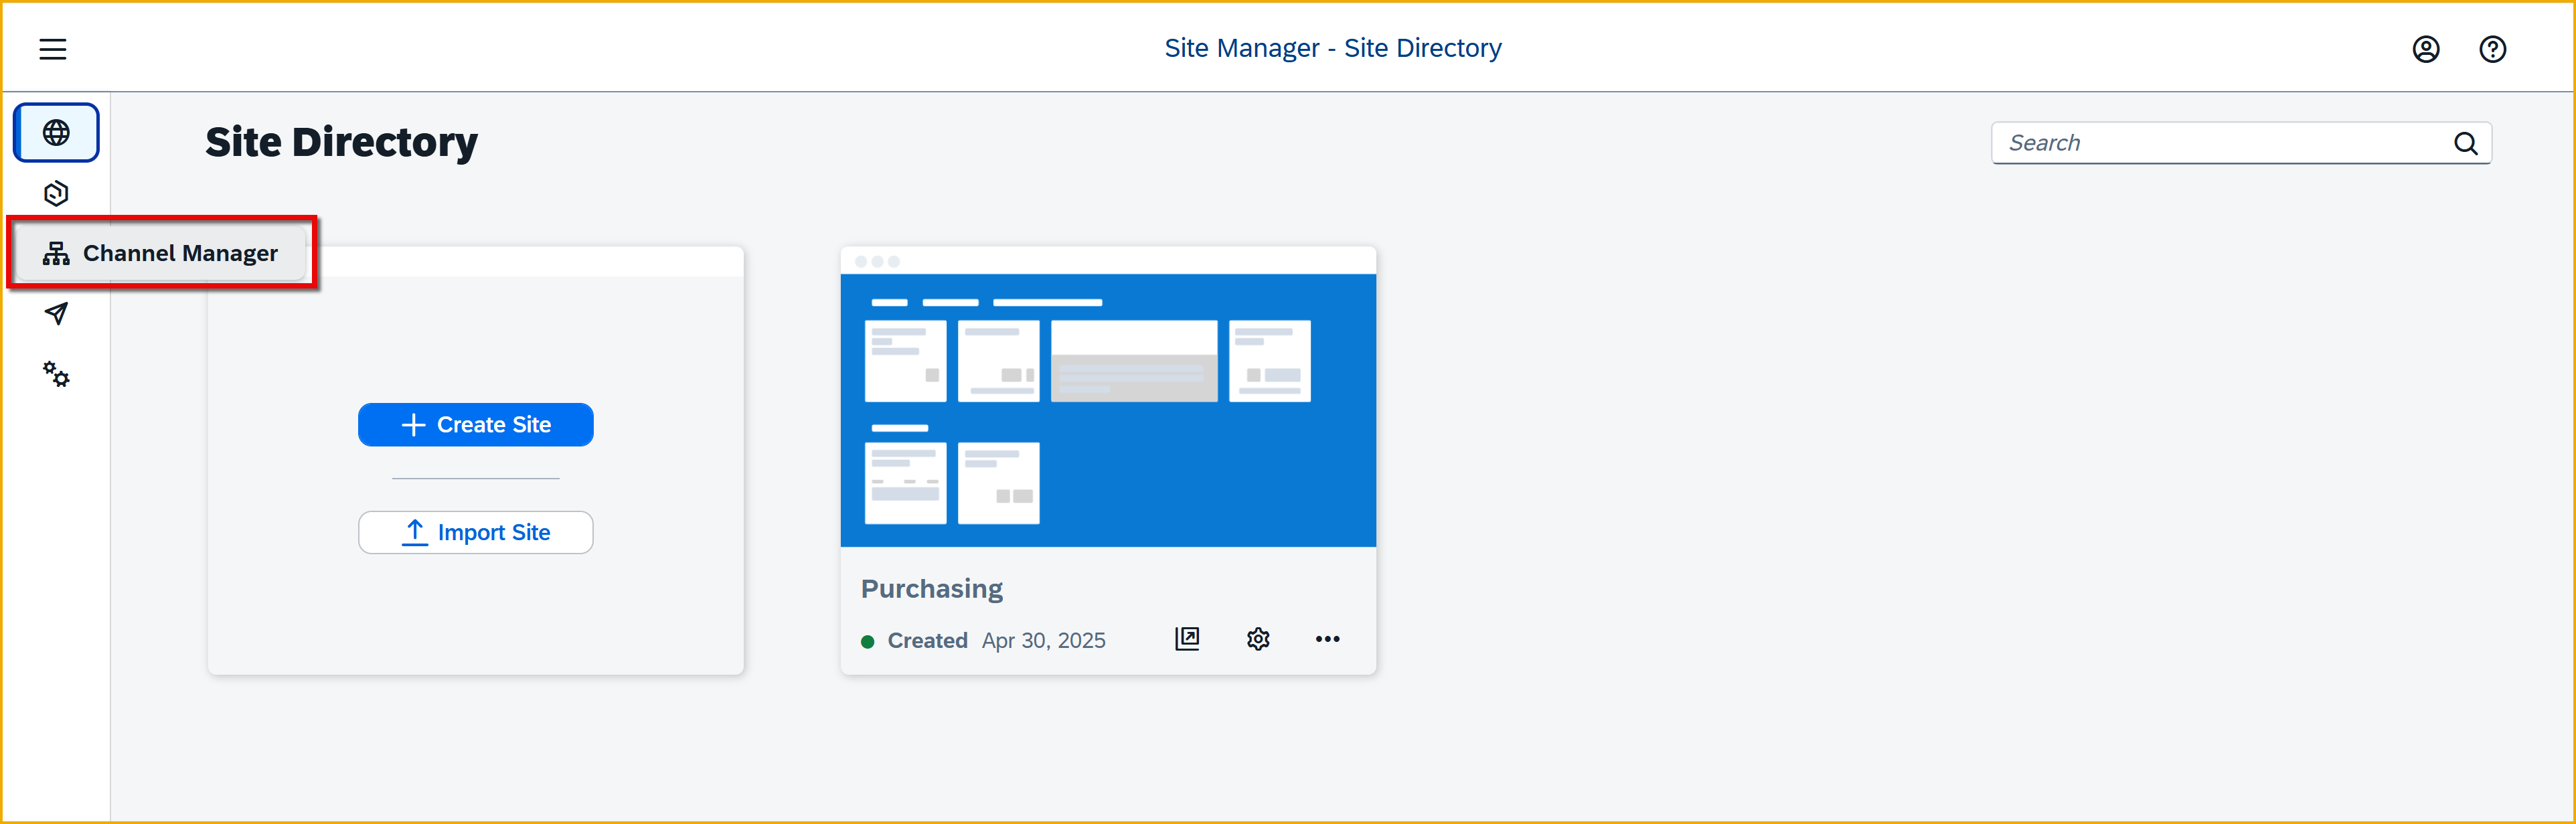 Site Manager - Site Directory
Site Directory
Search
Channel Manager
Create Site
Import Site
Purchasing
Created Apr 30, 2025